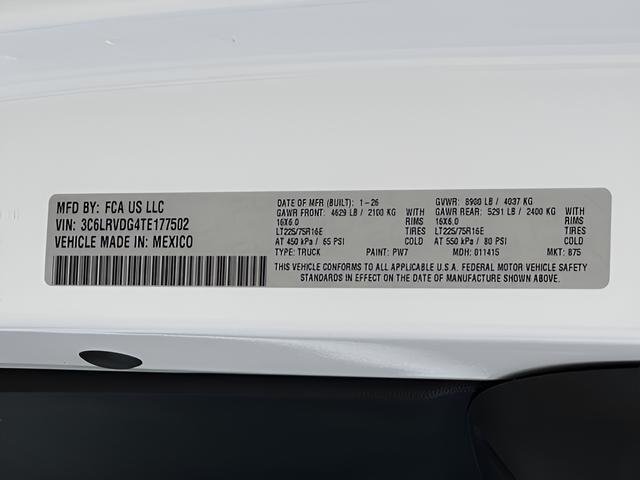 MFD BY: FCA US LLC
VIN: 3C6LRVDG4TE177502
VEHICLE MADE IN: MEXICO
DATE OF MFR (BUILT): 1-26 GVWR: 8900 LB / 4037 KG
GAWR FRONT: 4629 LB / 2100 KG GAWR REAR: 5291 LB / 2400 KG
16X6.0 RIMS 16X6.0 RIMS
LT225/75R16E TIRES LT225/75R16E TIRES
AT 450 kPa / 65 PSI COLD AT 550 kPa / 80 PSI COLD
TYPE: TRUCK PAINT: PW7 MDH: 011415 MKT: 875
THIS VEHICLE CONFORMS TO ALL APPLICABLE U.S.A. FEDERAL MOTOR VEHICLE SAFETY
STANDARDS IN EFFECT ON THE DATE OF MANUFACTURE SHOWN ABOVE.